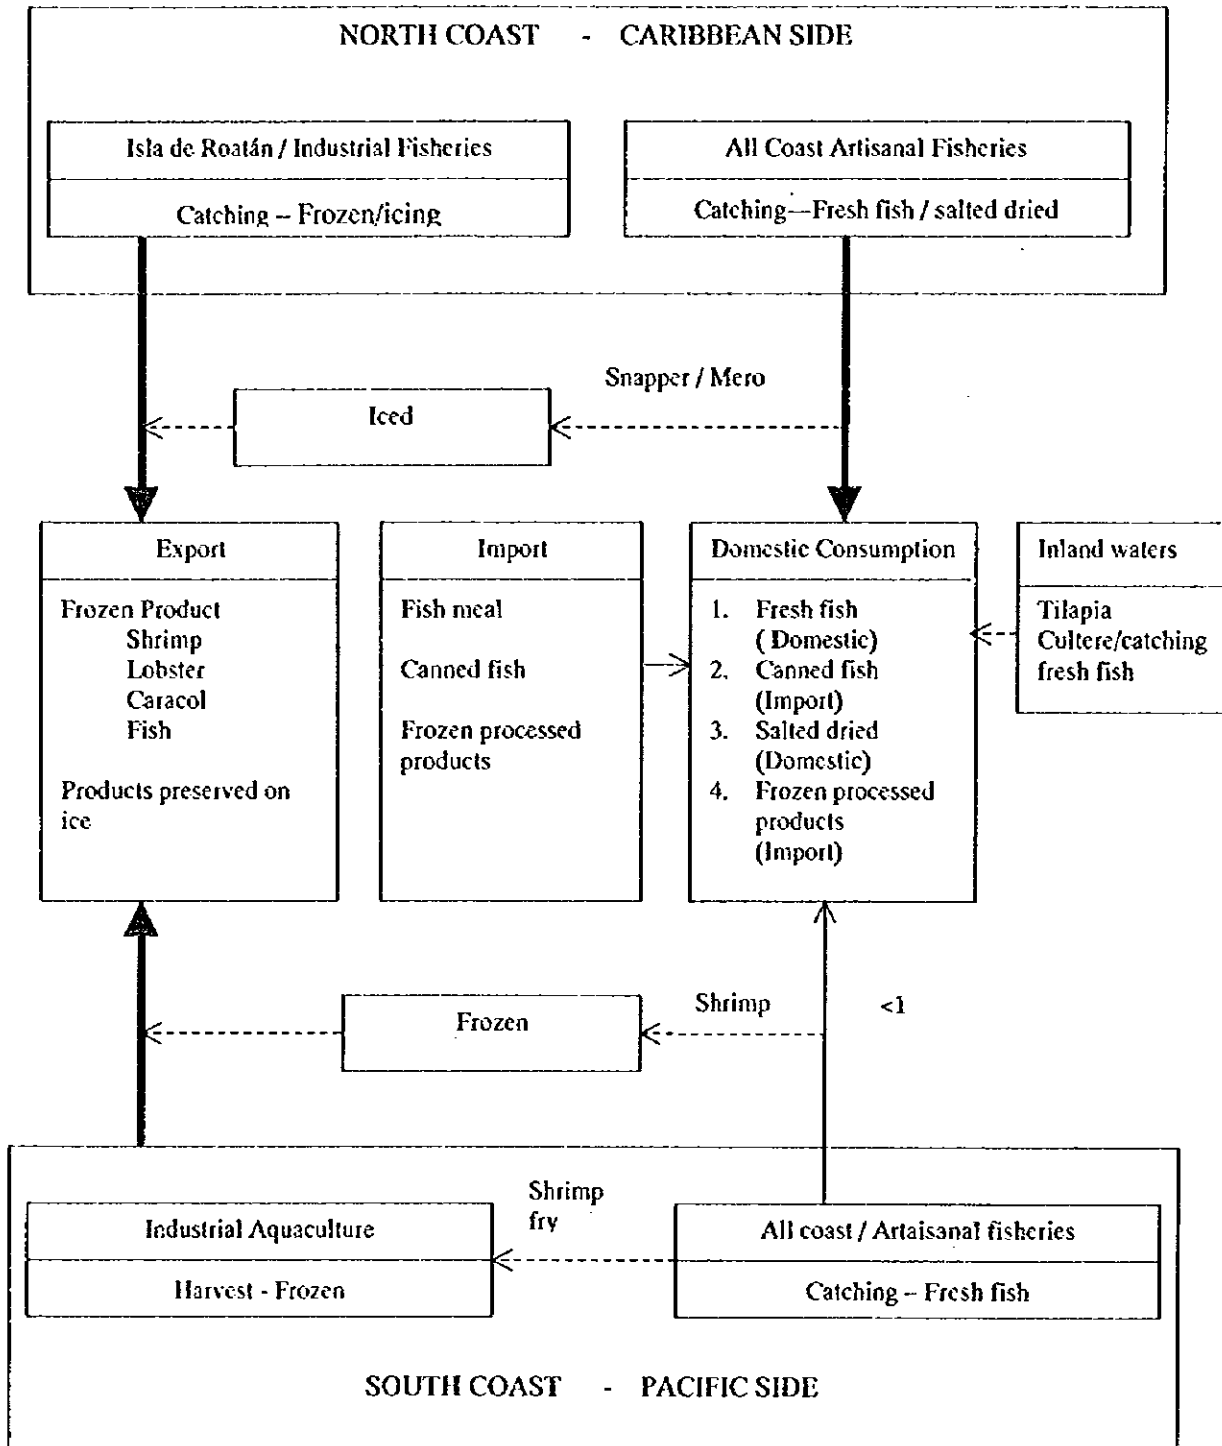 NORTH COAST - CARIBBEAN SIDE
Isla de Roatán / Industrial Fisheries
Catching – Frozen/icing
All Coast Artisanal Fisheries
Catching—Fresh fish / salted dried
Snapper / Mero
Iced
Export
Frozen Product
Shrimp
Lobster
Caracol
Fish
Products preserved on
ice
Import
Fish meal
Canned fish
Frozen processed
products
Domestic Consumption
1. Fresh fish
( Domestic)
2. Canned fish
(Import)
3. Salted dried
(Domestic)
4. Frozen processed
products
(Import)
Inland waters
Tilapia
Cultere/catching
fresh fish
Frozen
Shrimp
<1
Shrimp
fry
Industrial Aquaculture
Harvest - Frozen
All coast / Artaisanal fisheries
Catching – Fresh fish
SOUTH COAST - PACIFIC SIDE